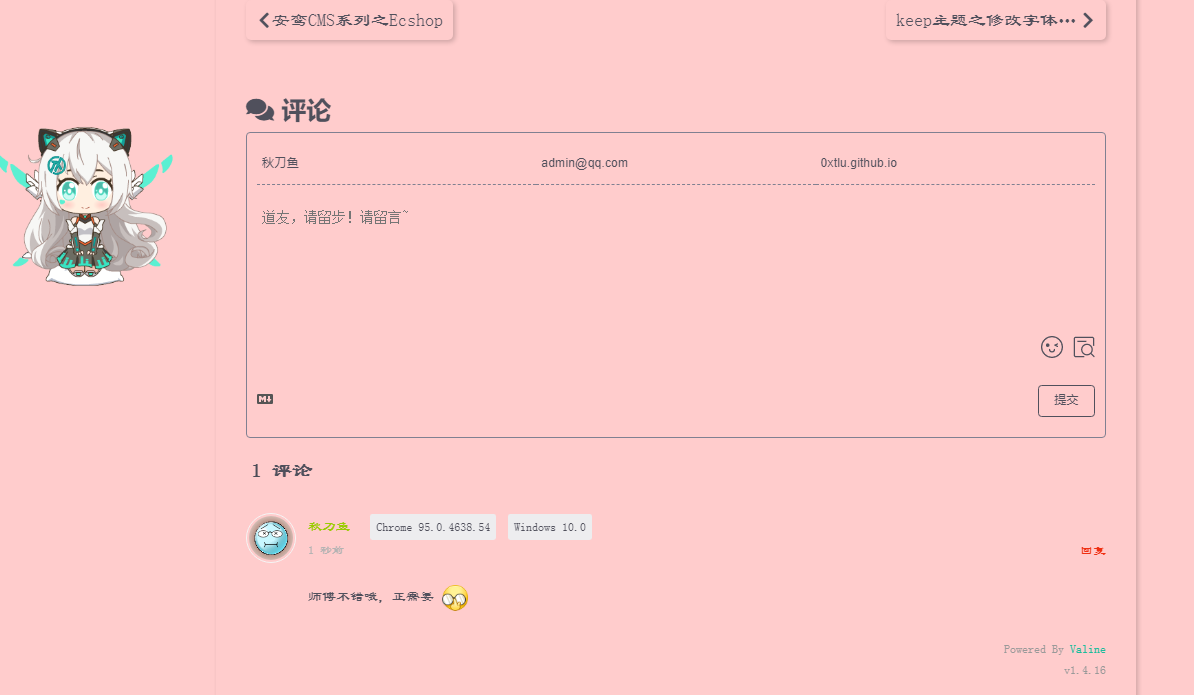 安鸾CMS系列之Ecshop
keep主题之修改字体···
评论
秋刀鱼 admin@qq.com 0xtlu.github.io
道友，请留步！请留言~
提交
1 评论
秋刀鱼 Chrome 95.0.4638.54 Windows 10.0
1 秒前 回复
师傅不错哦，正需要
Powered By Valine
v1.4.16